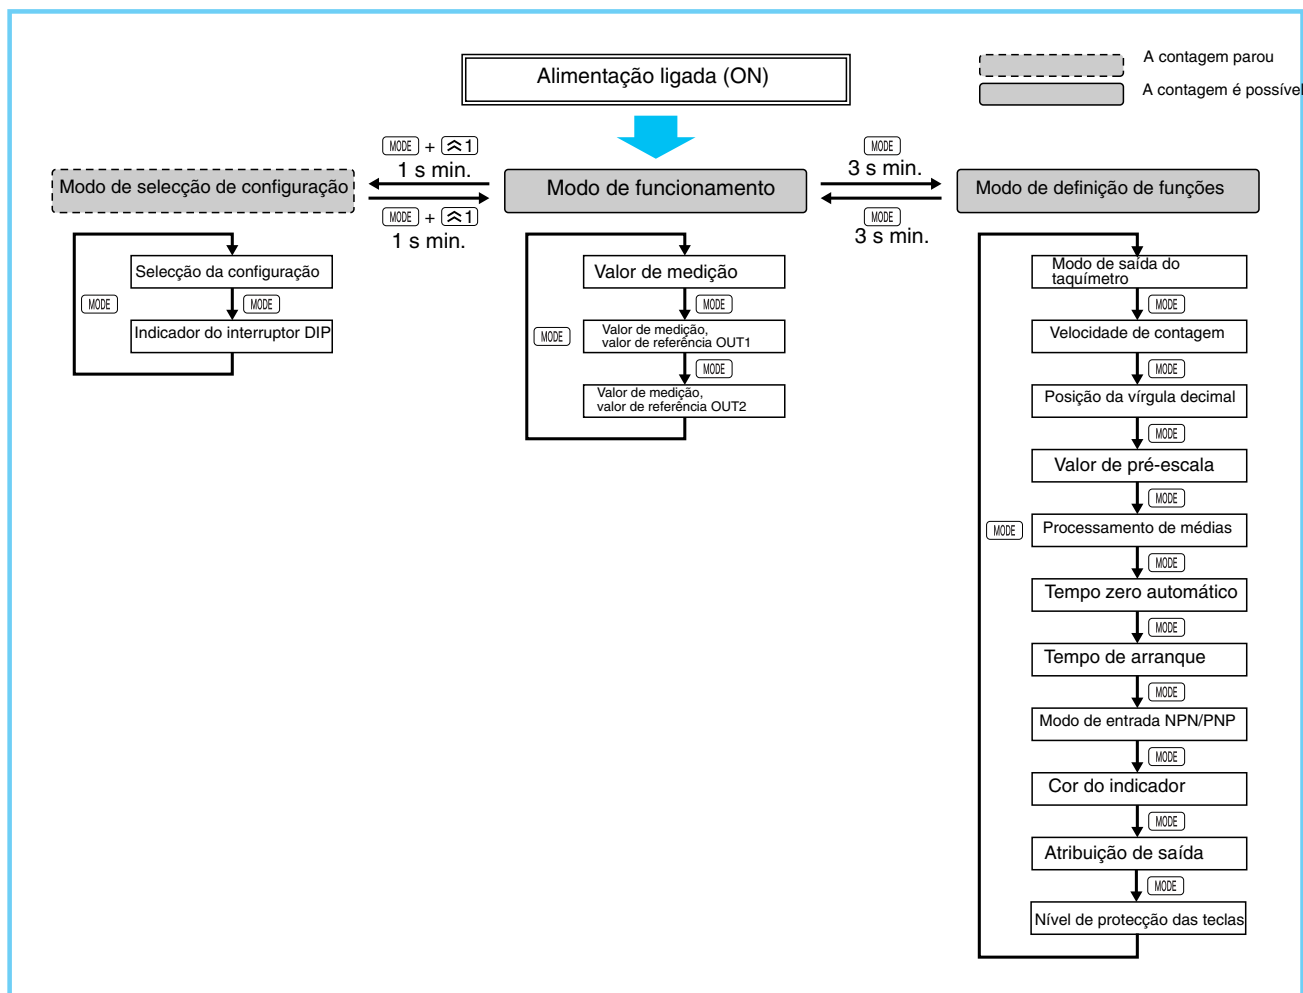 Alimentação ligada (ON)
A contagem parou
A contagem é possível
MODE + 1
1 s min.
MODE
3 s min.
Modo de selecção de configuração
Modo de funcionamento
Modo de definição de funções
MODE + 1
1 s min.
MODE
3 s min.
Selecção da configuração
MODE
MODE
Indicador do interruptor DIP
Valor de medição
MODE
MODE
Valor de medição,
valor de referência OUT1
MODE
Valor de medição,
valor de referência OUT2
Modo de saída do
taquímetro
MODE
Velocidade de contagem
MODE
Posição da vírgula decimal
MODE
Valor de pré-escala
MODE
MODE
Processamento de médias
MODE
Tempo zero automático
MODE
Tempo de arranque
MODE
Modo de entrada NPN/PNP
MODE
Cor do indicador
MODE
Atribuição de saída
MODE
Nível de protecção das teclas